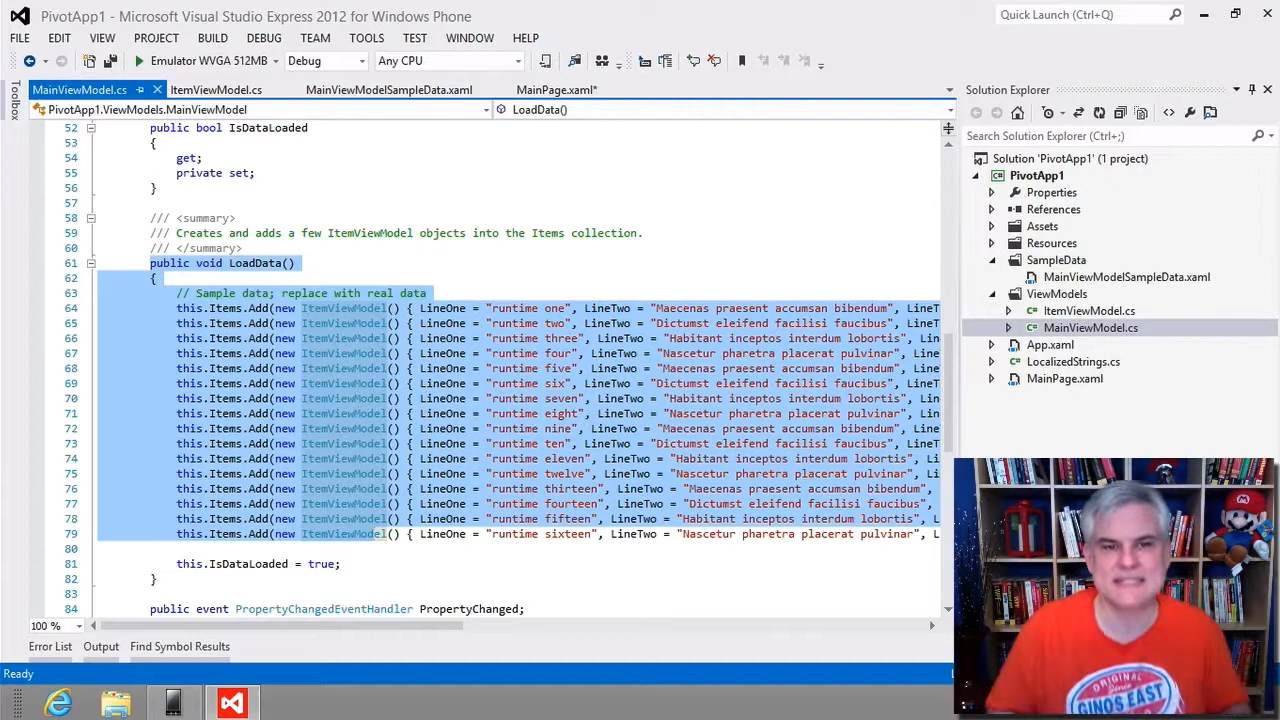 PivotApp1 - Microsoft Visual Studio Express 2012 for Windows Phone
Quick Launch (Ctrl+Q)
FILE EDIT VIEW PROJECT BUILD DEBUG TEAM TOOLS TEST WINDOW HELP
Emulator WVGA 512MB Debug Any CPU
MainViewModel.cs ItemViewModel.cs MainViewModelSampleData.xaml MainPage.xaml*
PivotApp1.ViewModels.MainViewModel LoadData()
52 public bool IsDataLoaded
53 {
54 get;
55 private set;
56 }
57
58 /// <summary>
59 /// Creates and adds a few ItemViewModel objects into the Items collection.
60 /// </summary>
61 public void LoadData()
62 {
63 // Sample data; replace with real data
64 this.Items.Add(new ItemViewModel() { LineOne = "runtime one", LineTwo = "Maecenas praesent accumsan bibendum", LineT
65 this.Items.Add(new ItemViewModel() { LineOne = "runtime two", LineTwo = "Dictumst eleifend facilisi faucibus", LineT
66 this.Items.Add(new ItemViewModel() { LineOne = "runtime three", LineTwo = "Habitant inceptos interdum lobortis", Lin
67 this.Items.Add(new ItemViewModel() { LineOne = "runtime four", LineTwo = "Nascetur pharetra placerat pulvinar", Line
68 this.Items.Add(new ItemViewModel() { LineOne = "runtime five", LineTwo = "Maecenas praesent accumsan bibendum", Line
69 this.Items.Add(new ItemViewModel() { LineOne = "runtime six", LineTwo = "Dictumst eleifend facilisi faucibus", LineT
70 this.Items.Add(new ItemViewModel() { LineOne = "runtime seven", LineTwo = "Habitant inceptos interdum lobortis", Lin
71 this.Items.Add(new ItemViewModel() { LineOne = "runtime eight", LineTwo = "Nascetur pharetra placerat pulvinar", Lin
72 this.Items.Add(new ItemViewModel() { LineOne = "runtime nine", LineTwo = "Maecenas praesent accumsan bibendum", Line
73 this.Items.Add(new ItemViewModel() { LineOne = "runtime ten", LineTwo = "Dictumst eleifend facilisi faucibus", LineT
74 this.Items.Add(new ItemViewModel() { LineOne = "runtime eleven", LineTwo = "Habitant inceptos interdum lobortis", Li
75 this.Items.Add(new ItemViewModel() { LineOne = "runtime twelve", LineTwo = "Nascetur pharetra placerat pulvinar", Li
76 this.Items.Add(new ItemViewModel() { LineOne = "runtime thirteen", LineTwo = "Maecenas praesent accumsan bibendum",
77 this.Items.Add(new ItemViewModel() { LineOne = "runtime fourteen", LineTwo = "Dictumst eleifend facilisi faucibus",
78 this.Items.Add(new ItemViewModel() { LineOne = "runtime fifteen", LineTwo = "Habitant inceptos interdum lobortis", L
79 this.Items.Add(new ItemViewModel() { LineOne = "runtime sixteen", LineTwo = "Nascetur pharetra placerat pulvinar", L
80
81 this.IsDataLoaded = true;
82 }
83
84 public event PropertyChangedEventHandler PropertyChanged;
100 %
Error List Output Find Symbol Results
Ready
Toolbox
Solution Explorer
Search Solution Explorer (Ctrl+;)
Solution 'PivotApp1' (1 project)
PivotApp1
Properties
References
Assets
Resources
SampleData
MainViewModelSampleData.xaml
ViewModels
ItemViewModel.cs
MainViewModel.cs
App.xaml
LocalizedStrings.cs
MainPage.xaml
ORIGINAL
GINOS EAST